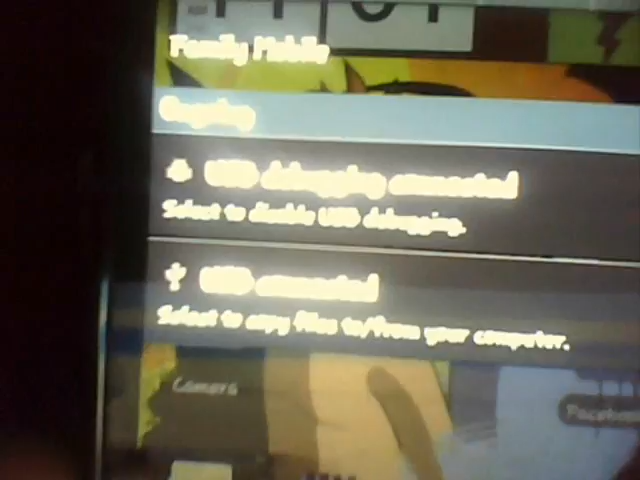 Family Mobile
Ongoing
USB debugging connected
Select to disable USB debugging.
USB connected
Select to copy files to/from your computer.
Camera
Facebook